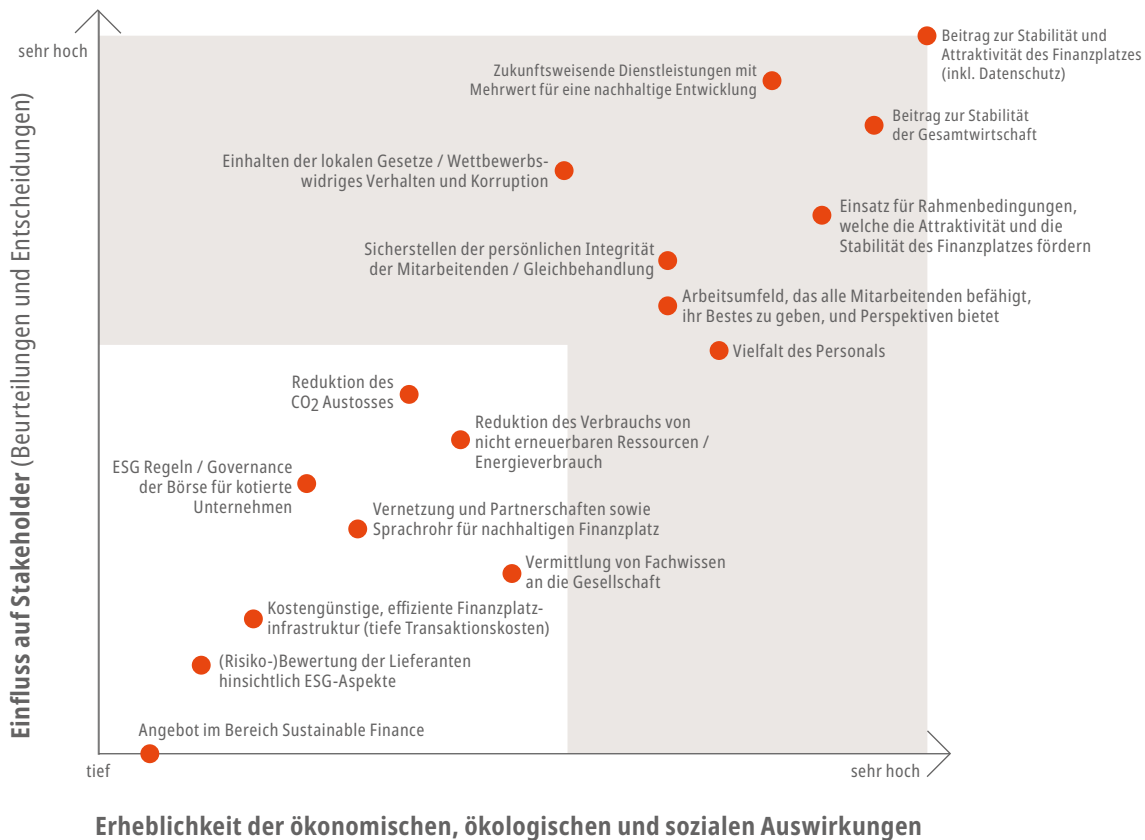 sehr hoch
Einfluss auf Stakeholder (Beurteilungen und Entscheidungen)
Beitrag zur Stabilität und
Attraktivität des Finanzplatzes
(inkl. Datenschutz)
Zukunftsweisende Dienstleistungen mit
Mehrwert für eine nachhaltige Entwicklung
Beitrag zur Stabilität
der Gesamtwirtschaft
Einhalten der lokalen Gesetze / Wettbewerbs-
widriges Verhalten und Korruption
Einsatz für Rahmenbedingungen,
welche die Attraktivität und die
Stabilität des Finanzplatzes fördern
Sicherstellen der persönlichen Integrität
der Mitarbeitenden / Gleichbehandlung
Arbeitsumfeld, das alle Mitarbeitenden befähigt,
ihr Bestes zu geben, und Perspektiven bietet
Vielfalt des Personals
Reduktion des
CO2 Austosses
Reduktion des Verbrauchs von
nicht erneuerbaren Ressourcen /
Energieverbrauch
ESG Regeln / Governance
der Börse für kotierte
Unternehmen
Vernetzung und Partnerschaften sowie
Sprachrohr für nachhaltigen Finanzplatz
Vermittlung von Fachwissen
an die Gesellschaft
Kostengünstige, effiziente Finanzplatz-
infrastruktur (tiefe Transaktionskosten)
(Risiko-)Bewertung der Lieferanten
hinsichtlich ESG-Aspekte
Angebot im Bereich Sustainable Finance
tief
sehr hoch
Erheblichkeit der ökonomischen, ökologischen und sozialen Auswirkungen